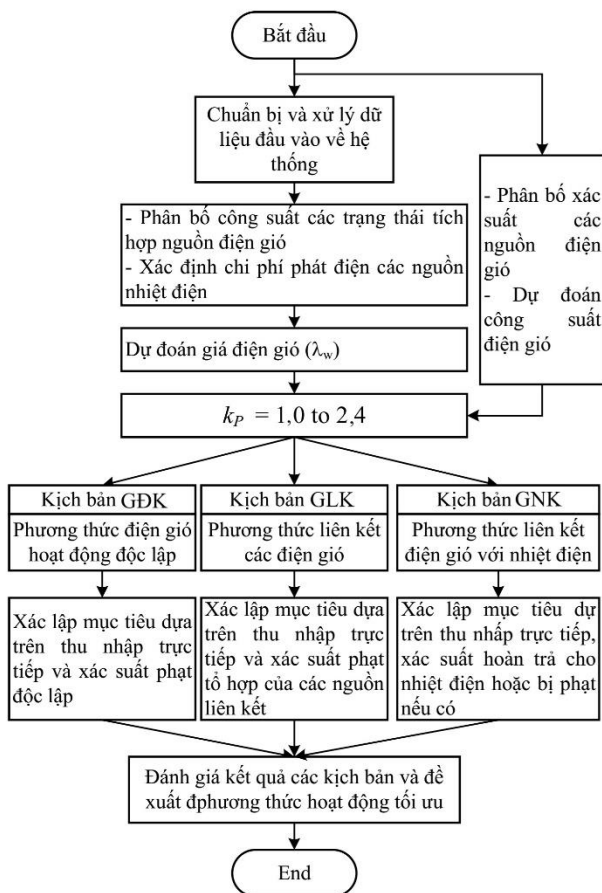 Bắt đầu
Chuẩn bị và xử lý dữ
liệu đầu vào về hệ
thống
- Phân bố xác
suất các
nguồn điện
gió
- Dự đoán
công suất
điện gió
- Phân bố công suất các trạng thái tích
hợp nguồn điện gió
- Xác định chi phí phát điện các nguồn
nhiệt điện
Dự đoán giá điện gió (λw)
kP = 1,0 to 2,4
Kịch bản GĐK
Phương thức điện gió
hoạt động độc lập
Xác lập mục tiêu dựa
trên thu nhập trực
tiếp và xác suất phạt
độc lập
Kịch bản GLK
Phương thức liên kết
các điện gió
Xác lập mục tiêu dựa
trên thu nhập trực
tiếp và xác suất phạt
tổ hợp của các nguồn
liên kết
Kịch bản GNK
Phương thức liên kết
điện gió với nhiệt điện
Xác lập mục tiêu dự
trên thu nhấp trực tiếp,
xác suất hoàn trả cho
nhiệt điện hoặc bị phạt
nếu có
Đánh giá kết quả các kịch bản và đề
xuất đphương thức hoạt động tối ưu
End